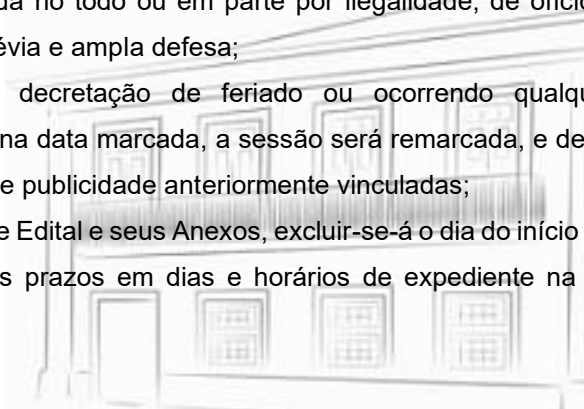 da no todo ou em parte por ilegalidade, de ofício
évia e ampla defesa;
decretação de feriado ou ocorrendo qualqu
na data marcada, a sessão será remarcada, e de
e publicidade anteriormente vinculadas;
e Edital e seus Anexos, excluir-se-á o dia do início
s prazos em dias e horários de expediente na